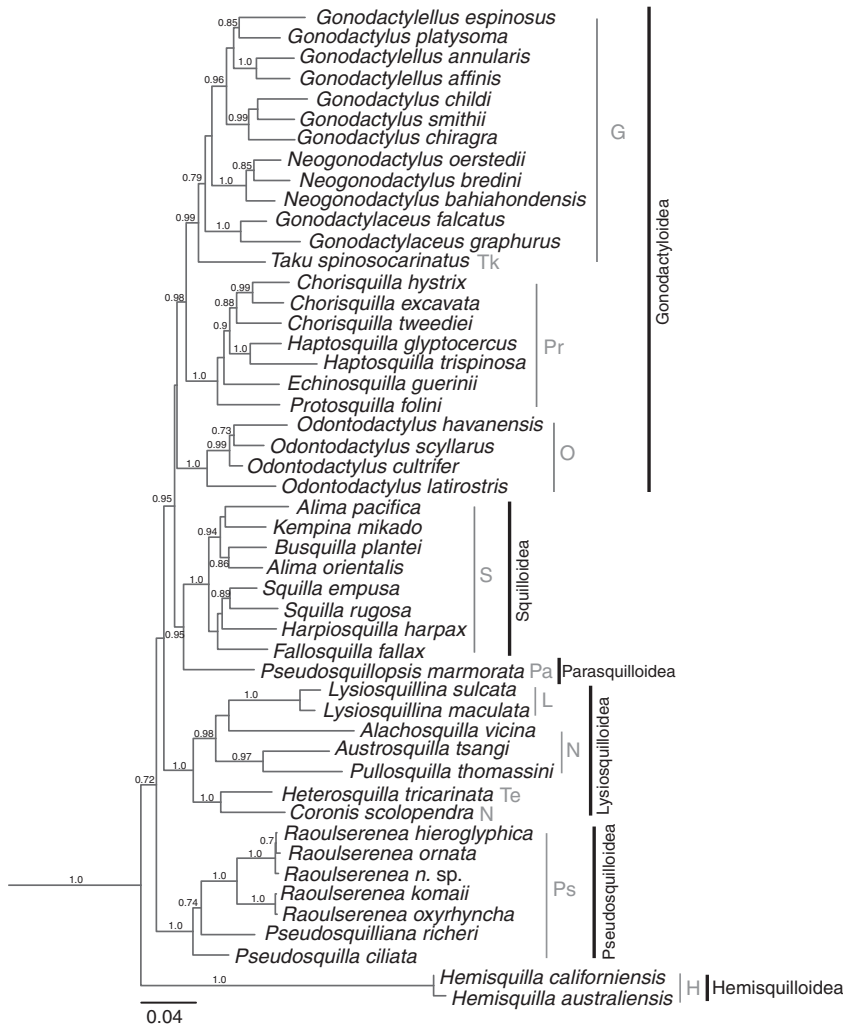 0.85
Gonodactylellus espinosus
Gonodactylus platysoma
1.0
Gonodactylellus annularis
Gonodactylellus affinis
0.96
Gonodactylus childi
Gonodactylus smithii
0.99
Gonodactylus chiragra
G
Neogonodactylus oerstedii
0.85
Neogonodactylus bredini
1.0
Neogonodactylus bahiahondensis
0.79
Gonodactylaceus falcatus
0.99
1.0
Gonodactylaceus graphurus
Taku spinosocarinatus Tk
Gonodactyloidea
Chorisquilla hystrix
0.99
Chorisquilla excavata
0.98
0.88
Chorisquilla tweediei
0.9
Haptosquilla glyptocercus
1.0
Haptosquilla trispinosa
Pr
Echinosquilla guerinii
1.0
Protosquilla folini
Odontodactylus havanensis
0.73
Odontodactylus scyllarus
0.99
O
Odontodactylus cultrifer
1.0
Odontodactylus latirostris
0.95
Alima pacifica
Kempina mikado
0.94
Busquilla plantei
0.86
Alima orientalis
1.0
S
Squilloidea
Squilla empusa
0.89
Squilla rugosa
Harpiosquilla harpax
0.95
Fallosquilla fallax
Pseudosquillopsis marmorata Pa Parasquilloidea
Lysiosquillina sulcata
1.0
L
Lysiosquillina maculata
Alachosquilla vicina
0.98
Austrosquilla tsangi
N
0.97
Pullosquilla thomassini
1.0
Lysiosquilloidea
0.72
Heterosquilla tricarinata Te
1.0
Coronis scolopendra N
Raoulserenea hieroglyphica
0.7
Raoulserenea ornata
1.0
Raoulserenea n. sp.
1.0
1.0
Raoulserenea komaii
1.0
Ps
Raoulserenea oxyrhyncha
0.74
Pseudosquilloidea
1.0
Pseudosquilliana richeri
Pseudosquilla ciliata
1.0
Hemisquilla californiensis
H Hemisquilloidea
Hemisquilla australiensis
0.04